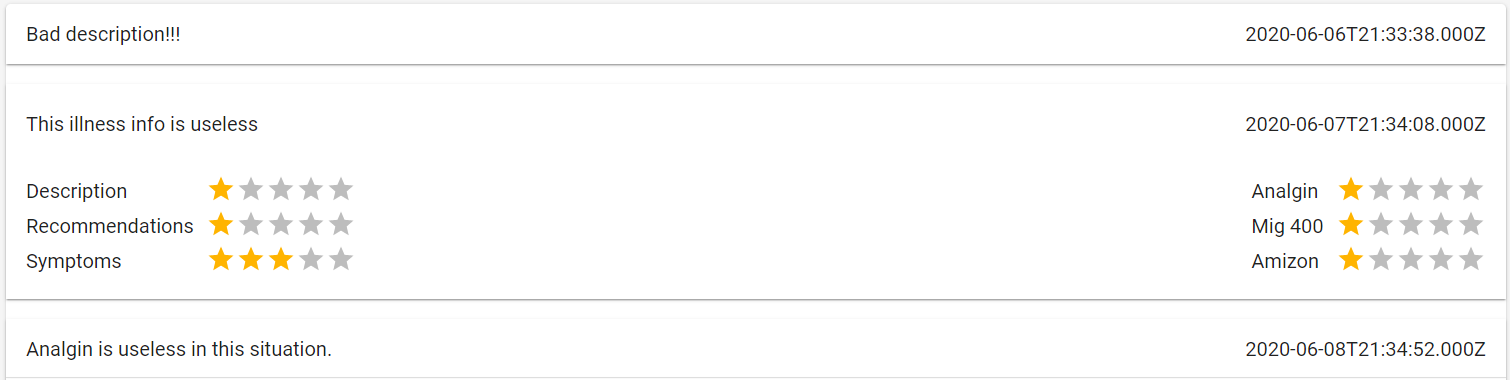 Bad description!!! 2020-06-06T21:33:38.000Z
This illness info is useless 2020-06-07T21:34:08.000Z
Description Analgin
Recommendations Mig 400
Symptoms Amizon
Analgin is useless in this situation. 2020-06-08T21:34:52.000Z